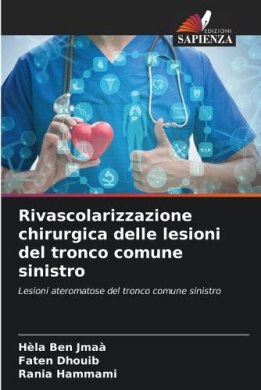 EDIZIONI
SAPIENZA
Rivascolarizzazione
chirurgica delle lesioni
del tronco comune
sinistro
Lesioni ateromatose del tronco comune sinistro
Hèla Ben Jmaà
Faten Dhouib
Rania Hammami